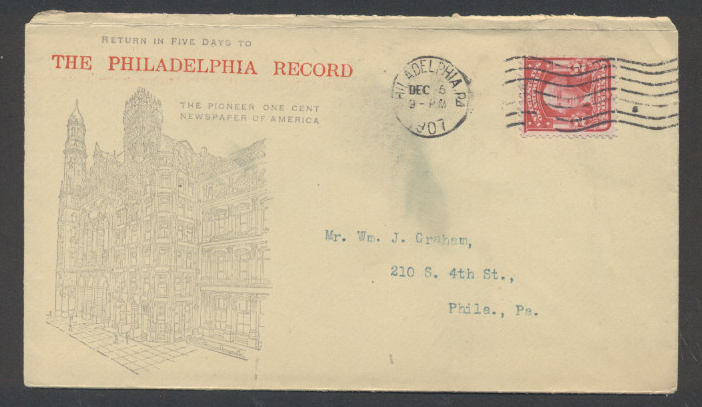 RETURN IN FIVE DAYS TO
THE PHILADELPHIA RECORD
THE PIONEER ONE CENT
NEWSPAPER OF AMERICA
PHILADELPHIA, PA.
DEC 5
9 - PM
1907
Mr. Wm. J. Graham,
210 S. 4th St.,
Phila., Pa.